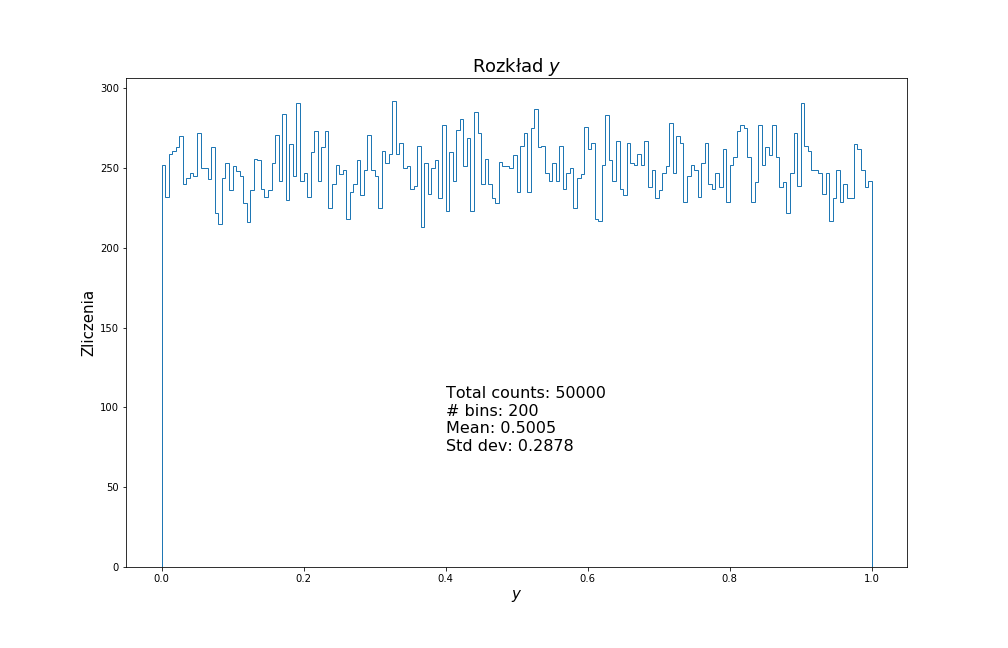 Rozkład y
300
250
200
150
100
50
0
Zliczenia
Total counts: 50000
# bins: 200
Mean: 0.5005
Std dev: 0.2878
0.0 0.2 0.4 0.6 0.8 1.0
y